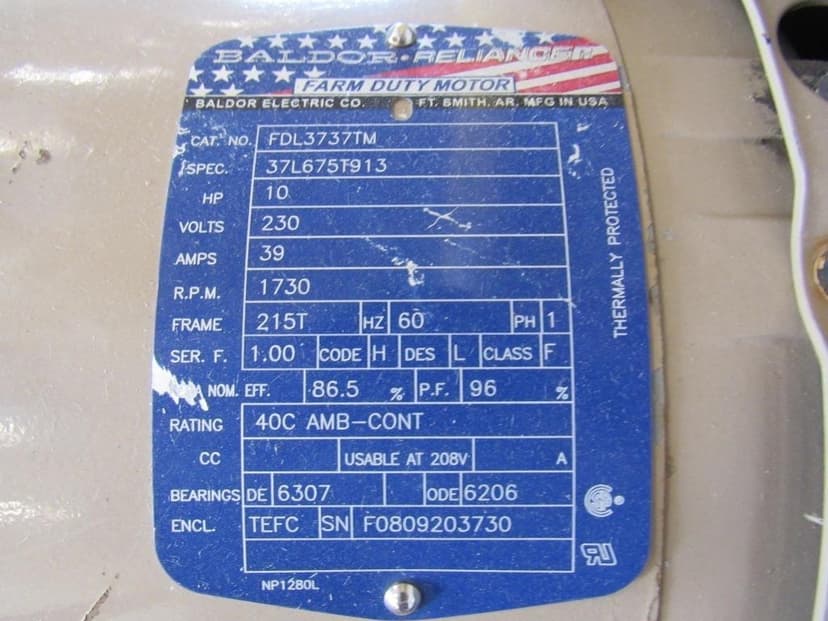 BALDOR • RELIANCER
FARM DUTY MOTOR
BALDOR ELECTRIC CO. FT. SMITH, AR. MFG IN USA
CAT. NO. FDL3737TM
SPEC. 37L675T913
HP 10
VOLTS 230
AMPS 39
R.P.M. 1730
FRAME 215T HZ 60 PH 1
SER. F. 1.00 CODE H DES L CLASS F
NOM. EFF. 86.5 % P.F. 96 %
RATING 40C AMB-CONT
CC USABLE AT 208V A
BEARINGS DE 6307 ODE 6206
ENCL. TEFC SN F0809203730
NP1280L
THERMALLY PROTECTED